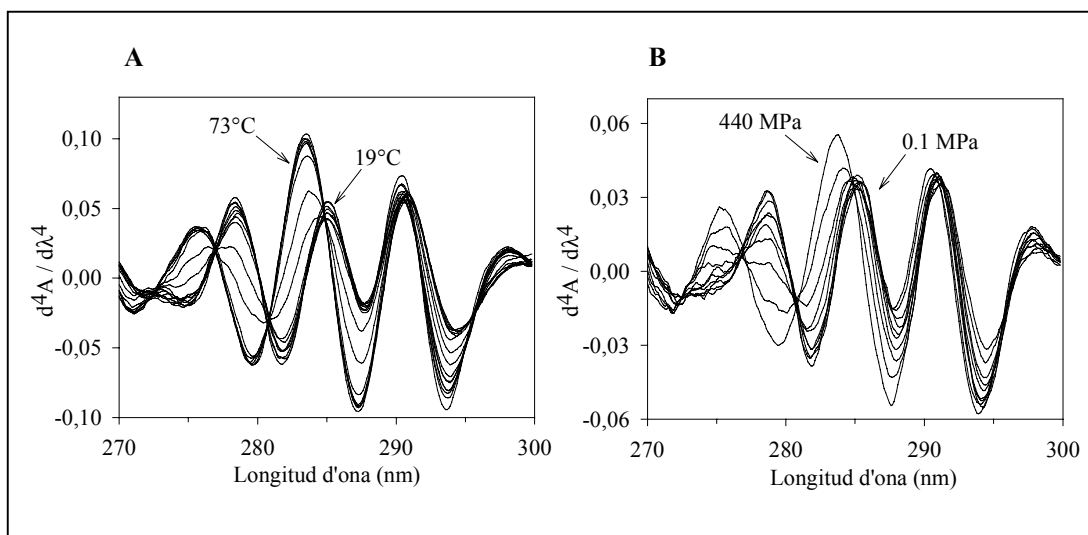 A
0,10
0,05
0,00
-0,05
-0,10
d⁴A / dλ⁴
73°C
19°C
270 280 290 300
Longitud d'ona (nm)
B
0,06
0,03
0,00
-0,03
-0,06
d⁴A / dλ⁴
440 MPa
0.1 MPa
270 280 290 300
Longitud d'ona (nm)